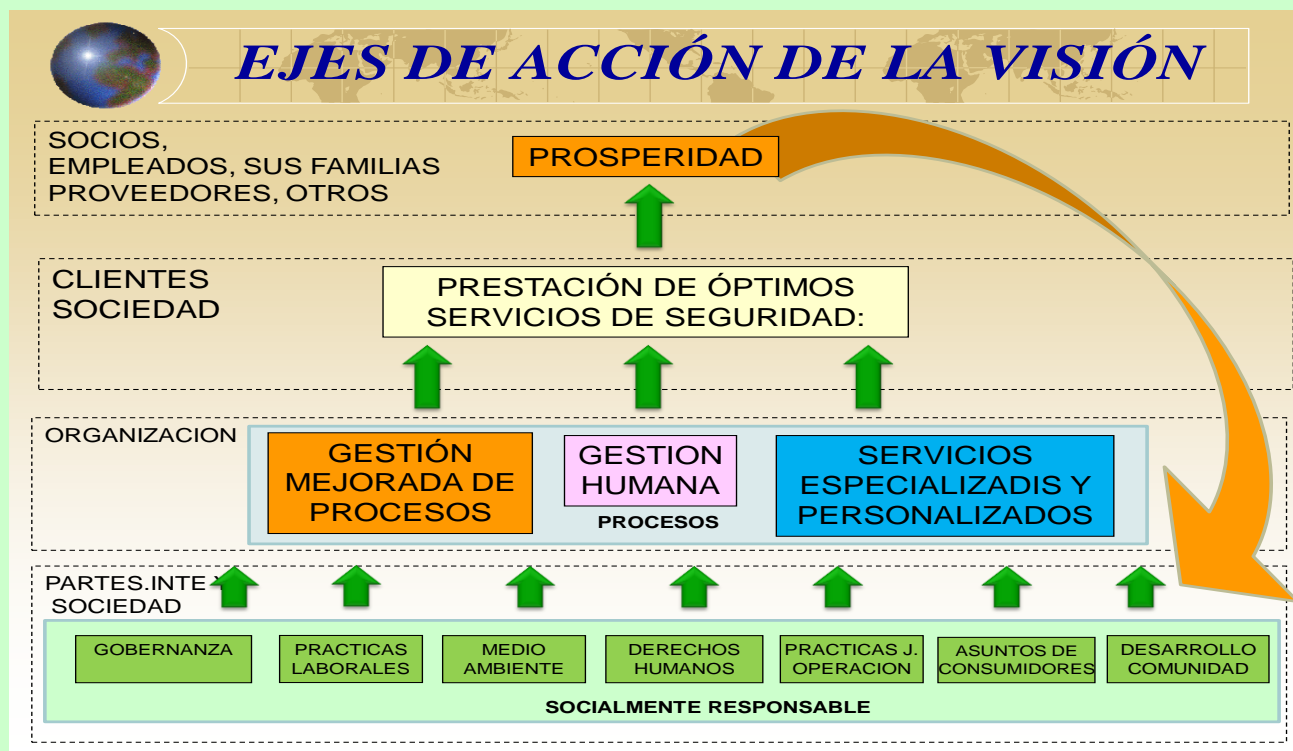 EJES DE ACCIÓN DE LA VISIÓN
SOCIOS,
EMPLEADOS, SUS FAMILIAS
PROVEEDORES, OTROS
PROSPERIDAD
CLIENTES
SOCIEDAD
PRESTACIÓN DE ÓPTIMOS
SERVICIOS DE SEGURIDAD:
ORGANIZACION
GESTIÓN
MEJORADA DE
PROCESOS
GESTION
HUMANA
PROCESOS
SERVICIOS
ESPECIALIZADIS Y
PERSONALIZADOS
PARTES.INTE Y
SOCIEDAD
GOBERNANZA
PRACTICAS
LABORALES
MEDIO
AMBIENTE
DERECHOS
HUMANOS
PRACTICAS J.
OPERACION
ASUNTOS DE
CONSUMIDORES
DESARROLLO
COMUNIDAD
SOCIALMENTE RESPONSABLE